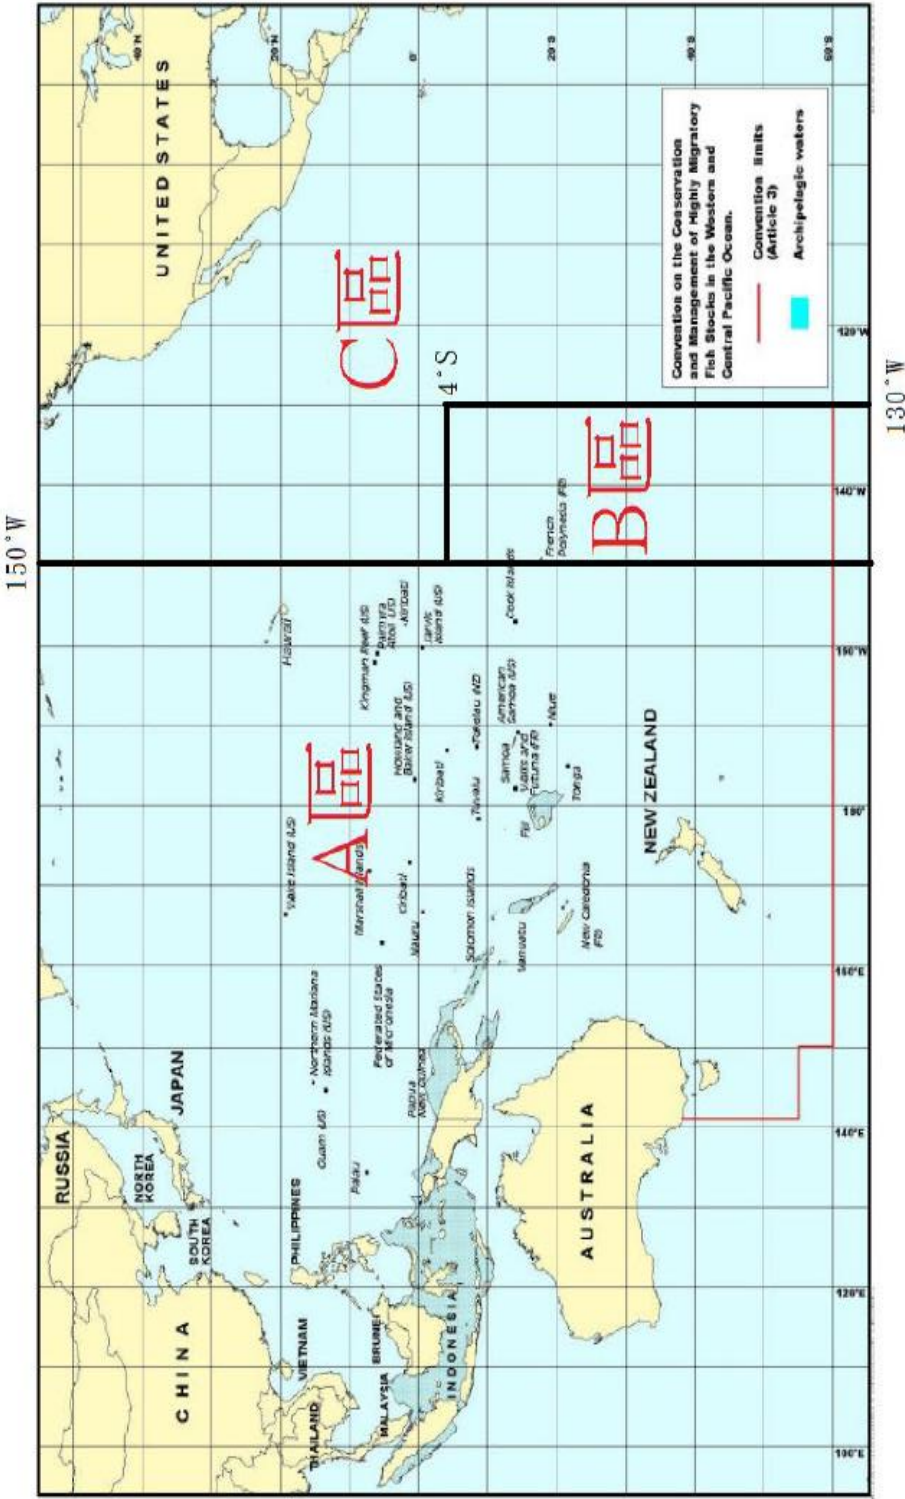 150°W
4°S
130°W
A區
B區
C區
UNITED STATES
RUSSIA
NORTH
KOREA
SOUTH
KOREA
JAPAN
CHINA
VIETNAM
THAILAND
PHILIPPINES
BRUNEI
MALAYSIA
INDONESIA
AUSTRALIA
NEW ZEALAND
Hawaii
Wake Island (US)
Northern Mariana
Islands (US)
Guam (US)
Palau
Marshall Islands
Federated States
of Micronesia
Papua
New Guinea
Kiribati
Nauru
Solomon Islands
Vanuatu
New Caledonia
(FR)
Howland and
Baker Island (US)
Kiribati
Tuvalu
Tokelau (NZ)
Fiji
Samoa
Wallis and
Futuna (FR)
American
Samoa (US)
Tonga
Niue
Kingman Reef (US)
Palmyra
Atoll (US)
Kiribati
Jarvis
Island (US)
Cook Islands
French
Polynesia (FR)
Convention on the Conservation
and Management of Highly Migratory
Fish Stocks in the Western and
Central Pacific Ocean.
Convention limits
(Article 3)
Archipelagic waters
40°N
20°N
0°
20°S
40°S
60°S
100°E
120°E
140°E
160°E
180°
160°W
140°W
120°W